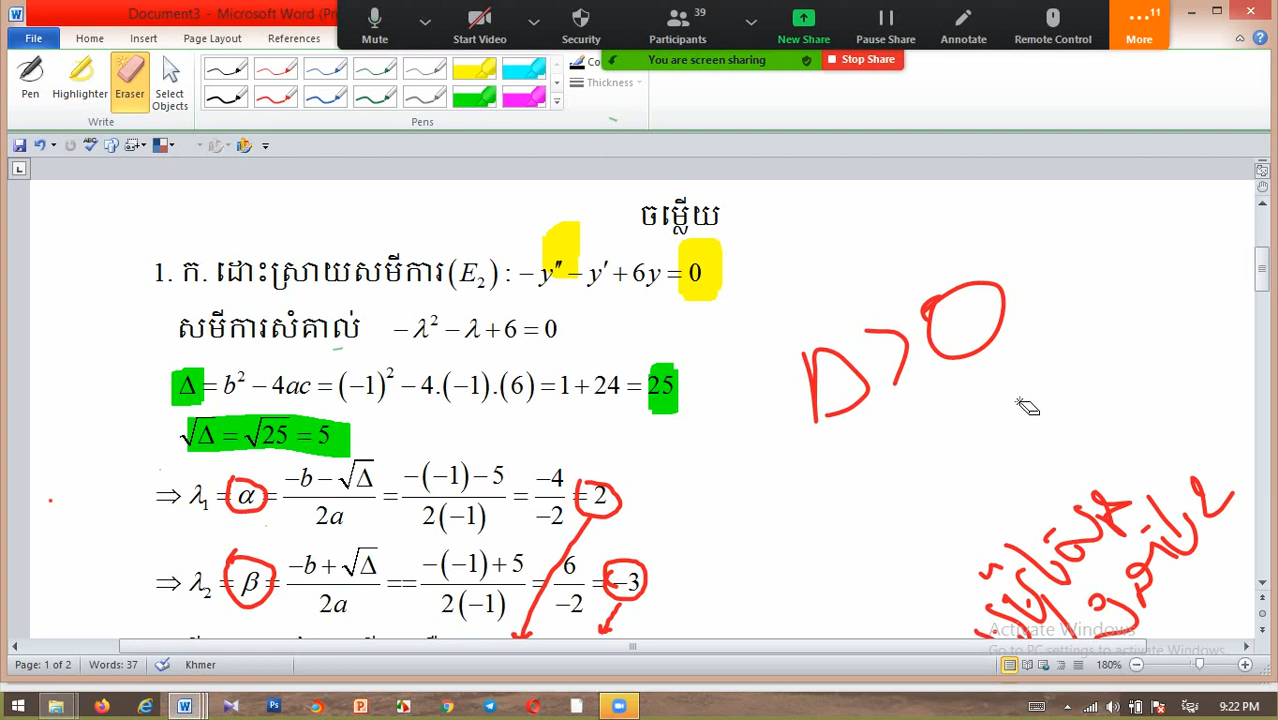 Document3 - Microsoft Word (Pr
Mute
Start Video
Security
39
Participants
New Share
Pause Share
Annotate
Remote Control
11
More
File
Home
Insert
Page Layout
References
You are screen sharing
Stop Share
Pen
Highlighter
Eraser
Select Objects
Co
Thickness
Write
Pens
ចម្លើយ
1. ក. ដោះស្រាយសមីការ (E₂) : − y″ − y′ + 6y = 0
សមីការសំគាល់ −λ² − λ + 6 = 0
Δ = b² − 4ac = (−1)² − 4.(−1).(6) = 1 + 24 = 25
√Δ = √25 = 5
D > 0
⇒ λ₁ = α = (−b − √Δ)/2a = (−(−1) − 5)/2(−1) = −4/−2 = 2
⇒ λ₂ = β = (−b + √Δ)/2a == (−(−1) + 5)/2(−1) = 6/−2 = −3
Activate Windows
Go to PC settings to activate Windows.
Page: 1 of 2
Words: 37
Khmer
180%
9:22 PM